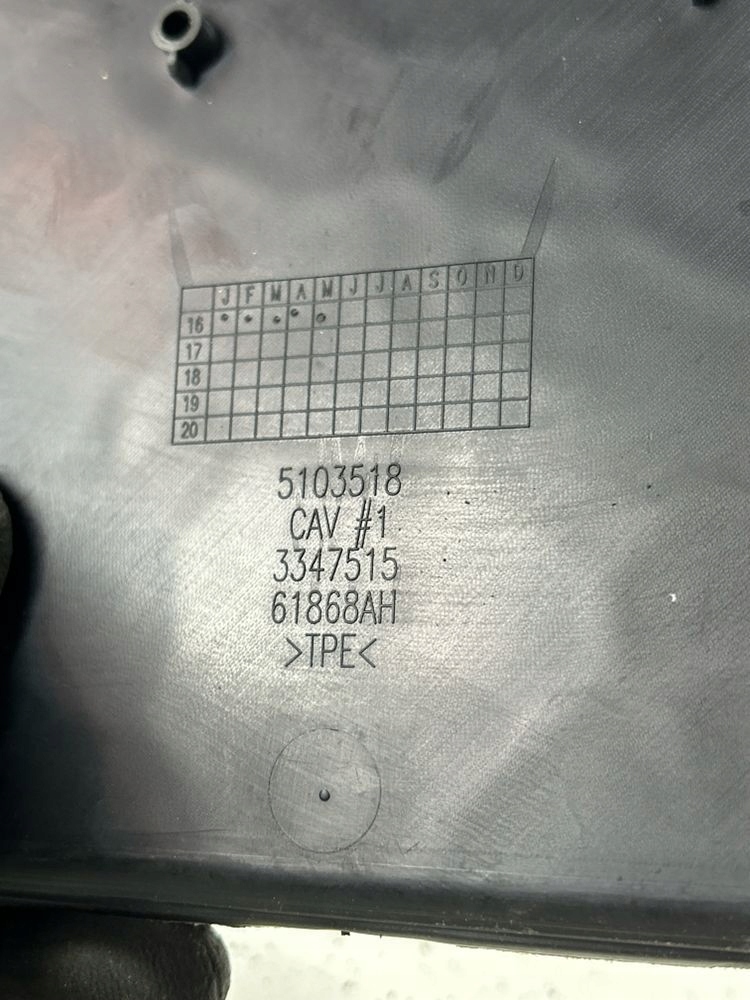 J F M A M J J A S O N D
16
17
18
19
20
5103518
CAV #1
3347515
61868AH
>TPE<